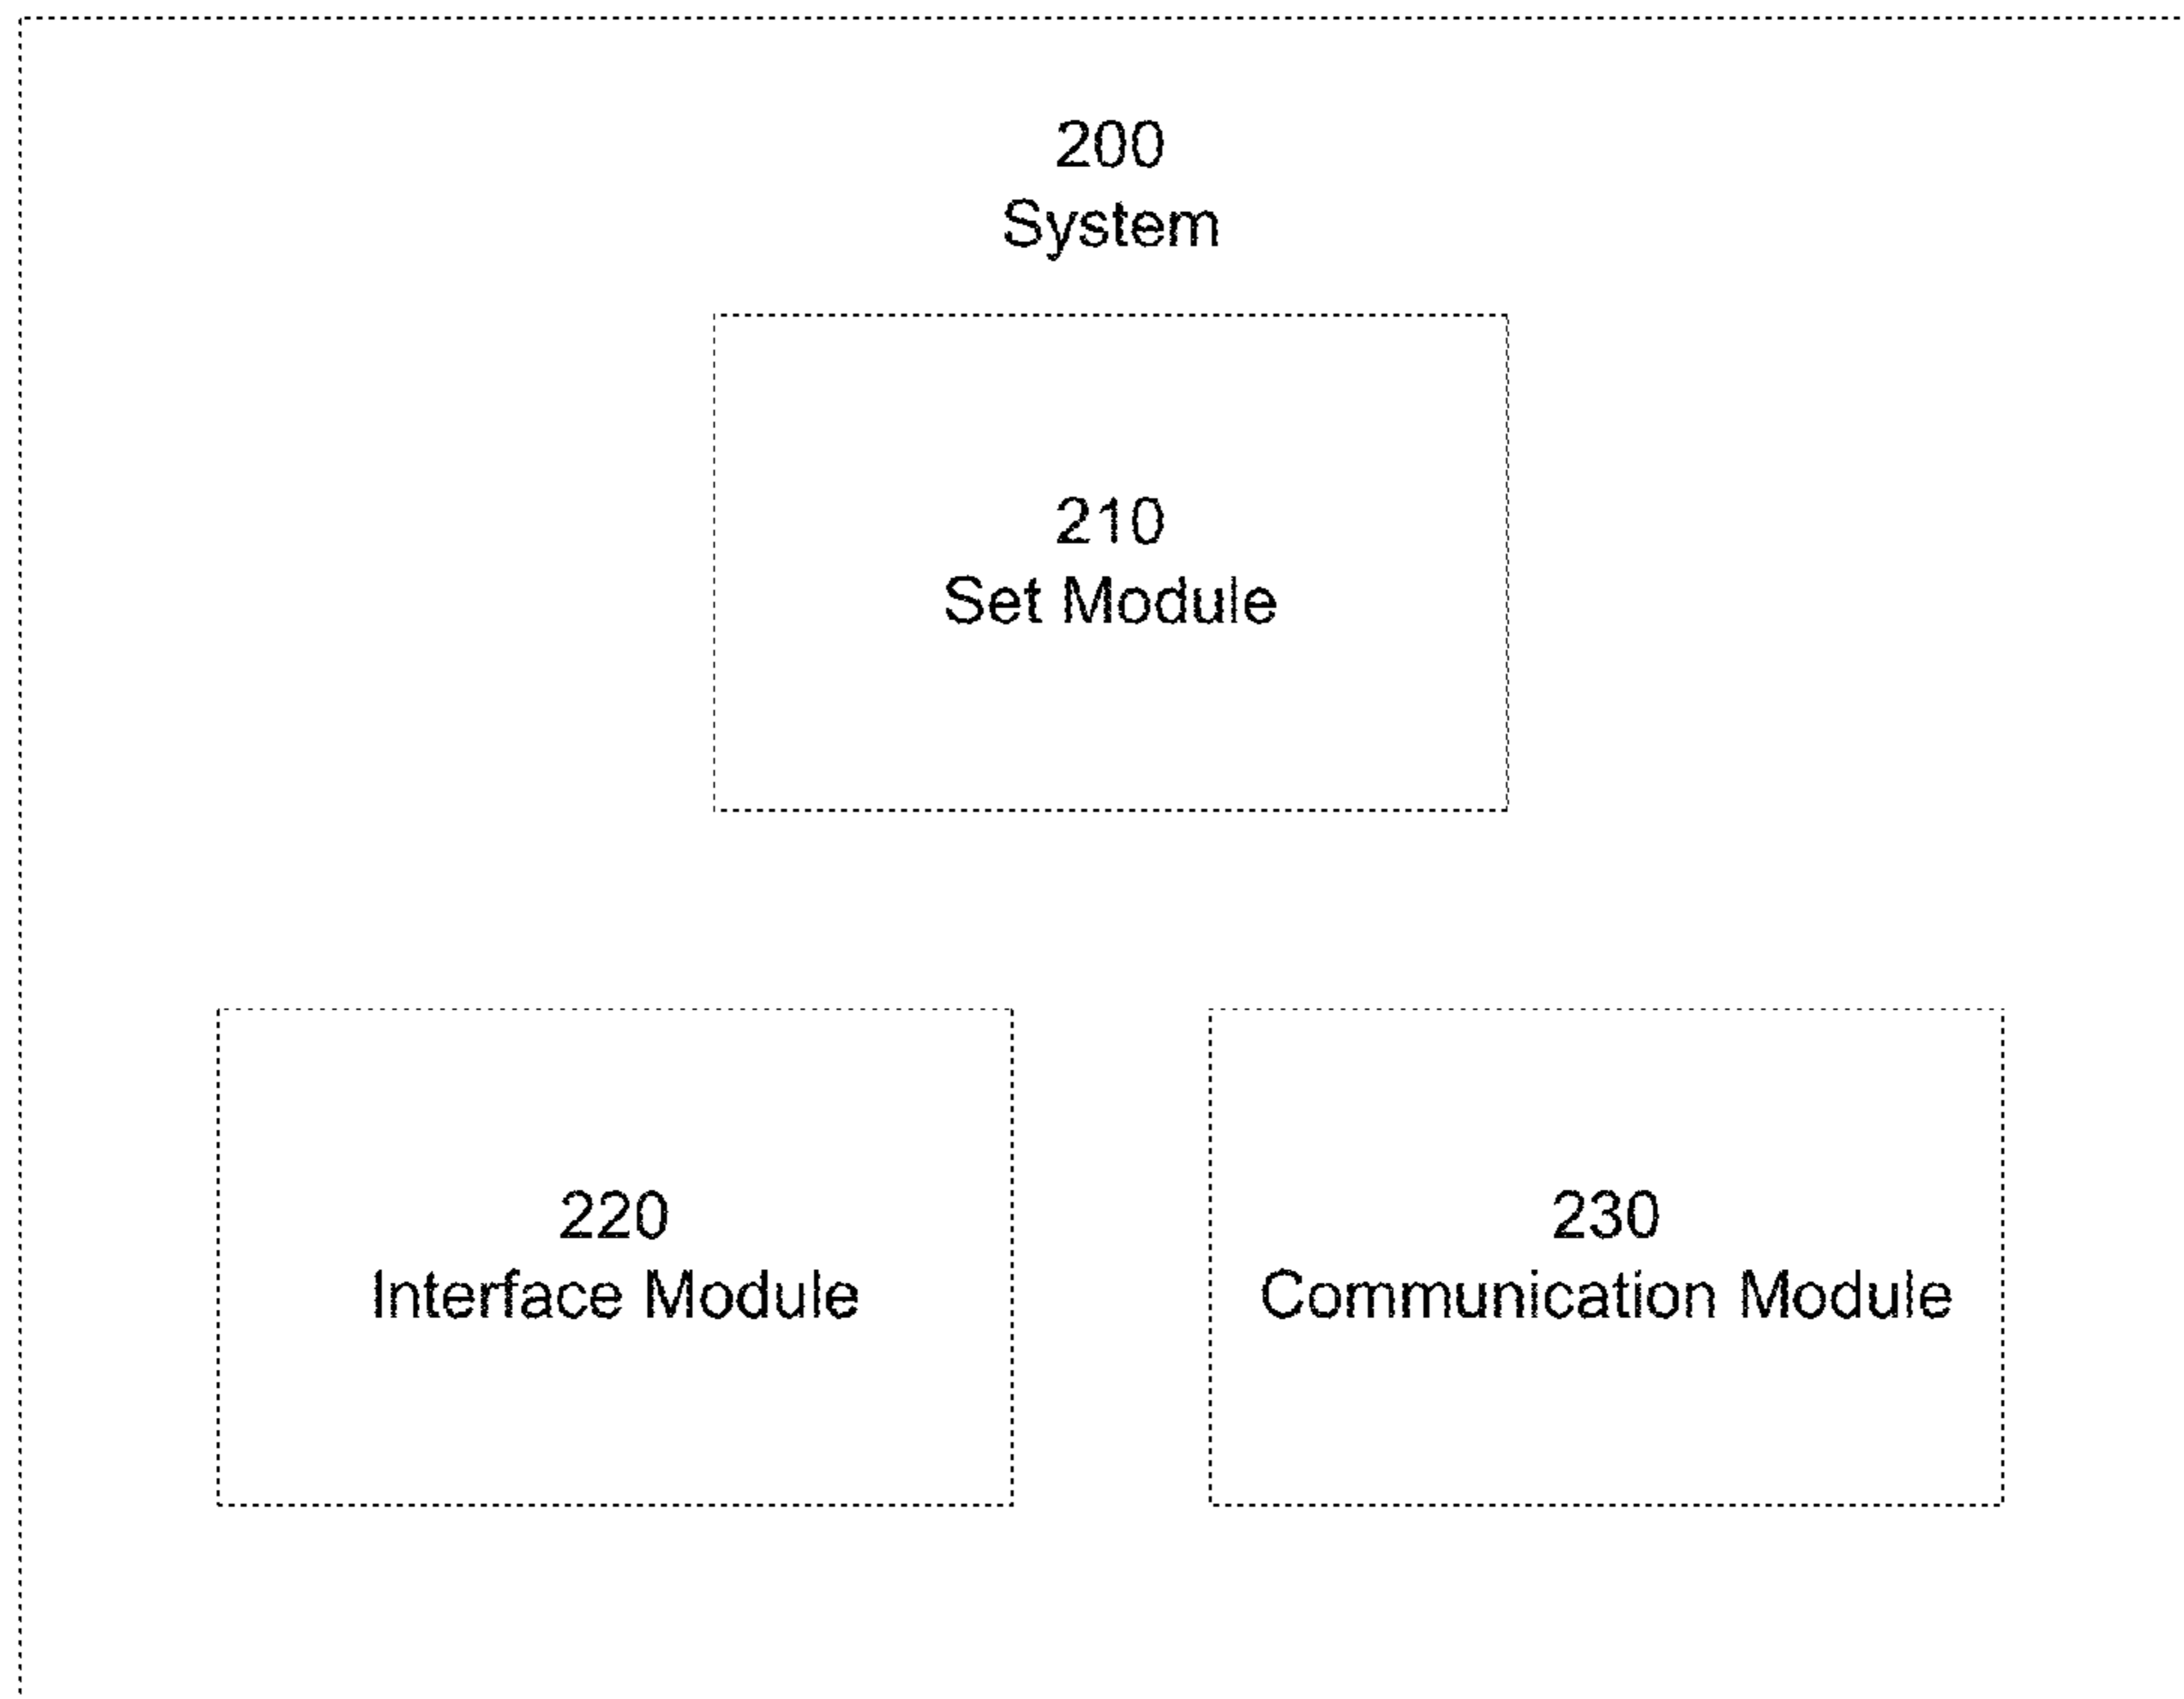 200
System
210
Set Module
220
Interface Module
230
Communication Module